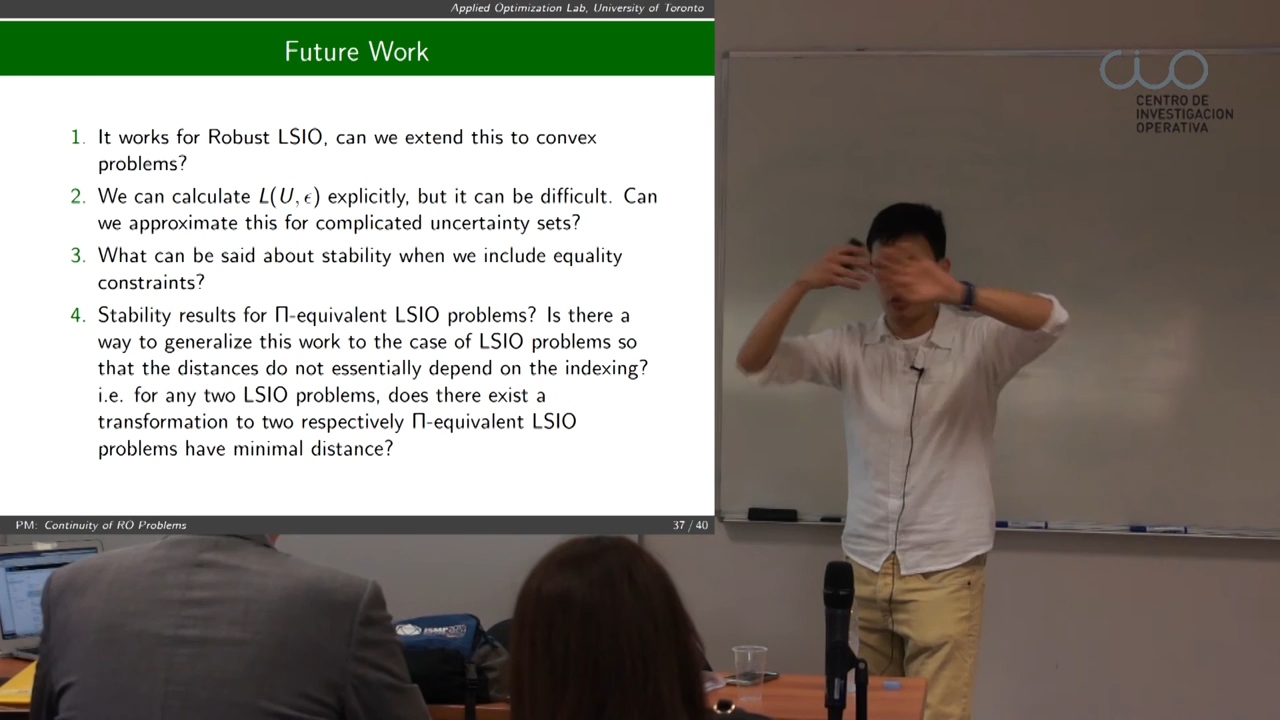 Applied Optimization Lab, University of Toronto
Future Work
1. It works for Robust LSIO, can we extend this to convex
problems?
2. We can calculate L(U, ϵ) explicitly, but it can be difficult. Can
we approximate this for complicated uncertainty sets?
3. What can be said about stability when we include equality
constraints?
4. Stability results for Π-equivalent LSIO problems? Is there a
way to generalize this work to the case of LSIO problems so
that the distances do not essentially depend on the indexing?
i.e. for any two LSIO problems, does there exist a
transformation to two respectively Π-equivalent LSIO
problems have minimal distance?
PM: Continuity of RO Problems
37 / 40
CIO
CENTRO DE
INVESTIGACION
OPERATIVA